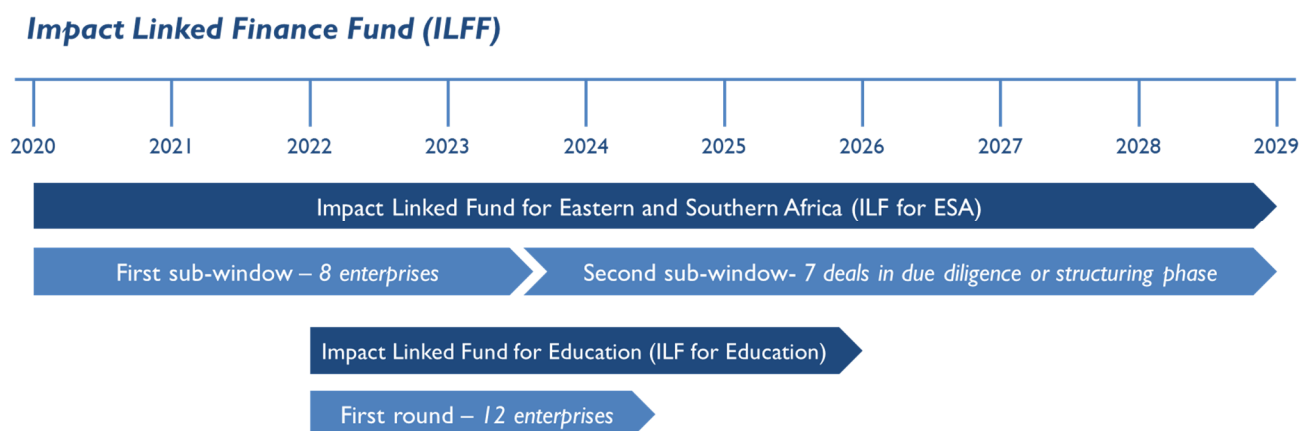 Impact Linked Finance Fund (ILFF)
2020 2021 2022 2023 2024 2025 2026 2027 2028 2029
Impact Linked Fund for Eastern and Southern Africa (ILF for ESA)
First sub-window – 8 enterprises
Second sub-window- 7 deals in due diligence or structuring phase
Impact Linked Fund for Education (ILF for Education)
First round – 12 enterprises